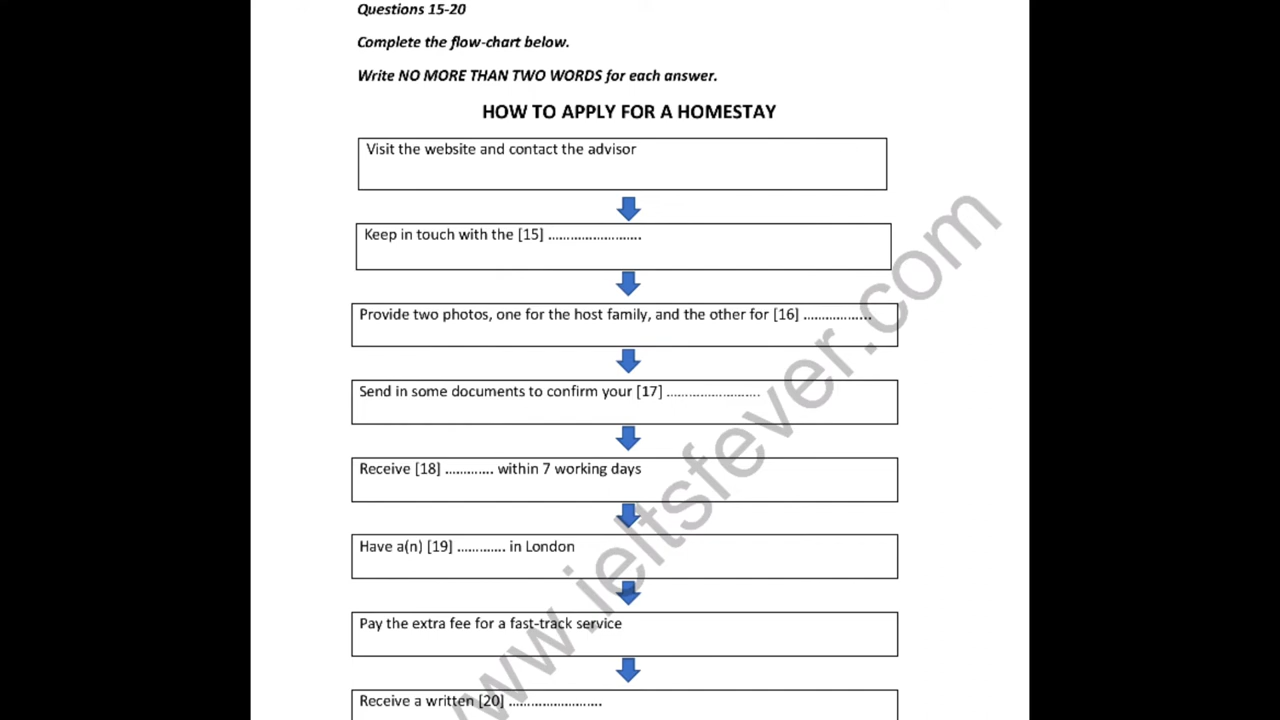 Questions 15-20
Complete the flow-chart below.
Write NO MORE THAN TWO WORDS for each answer.
HOW TO APPLY FOR A HOMESTAY
Visit the website and contact the advisor
Keep in touch with the [15] ........................
Provide two photos, one for the host family, and the other for [16] ..................
Send in some documents to confirm your [17] ........................
Receive [18] ............. within 7 working days
Have a(n) [19] ............. in London
Pay the extra fee for a fast-track service
Receive a written [20] ........................
www.ieltsfever.com